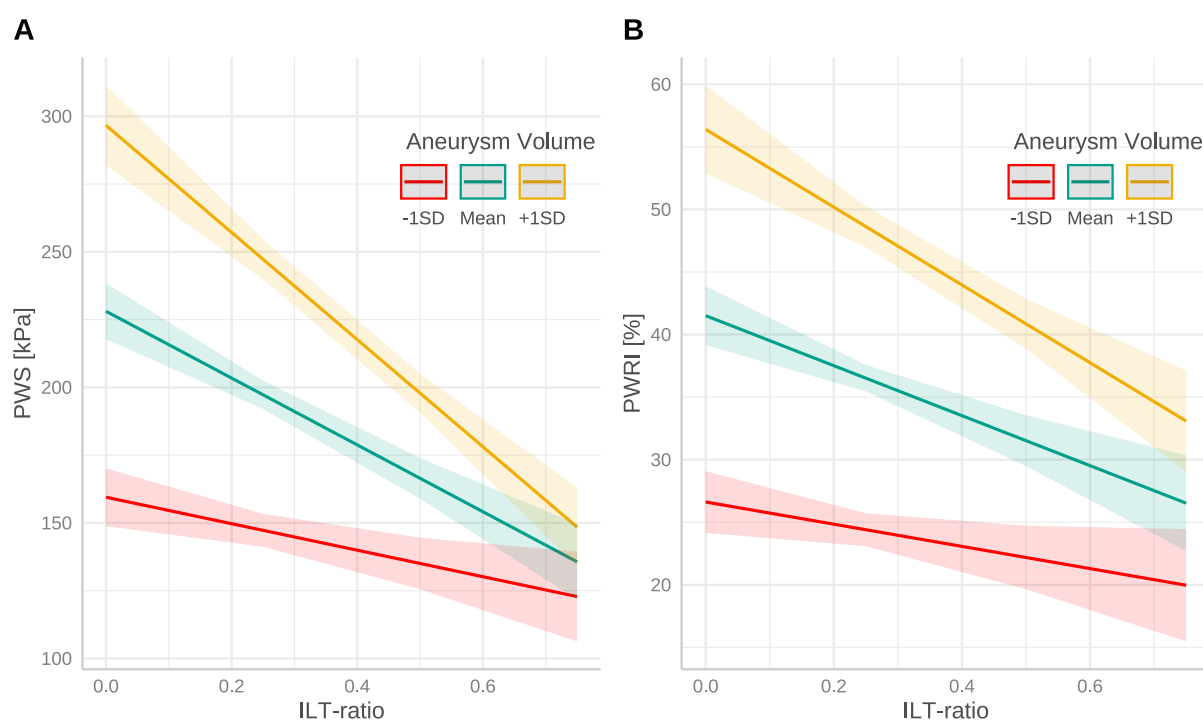 A
PWS [kPa]
300
250
200
150
100
Aneurysm Volume
-1SD Mean +1SD
0.0 0.2 0.4 0.6
ILT-ratio
B
PWRI [%]
60
50
40
30
20
Aneurysm Volume
-1SD Mean +1SD
0.0 0.2 0.4 0.6
ILT-ratio